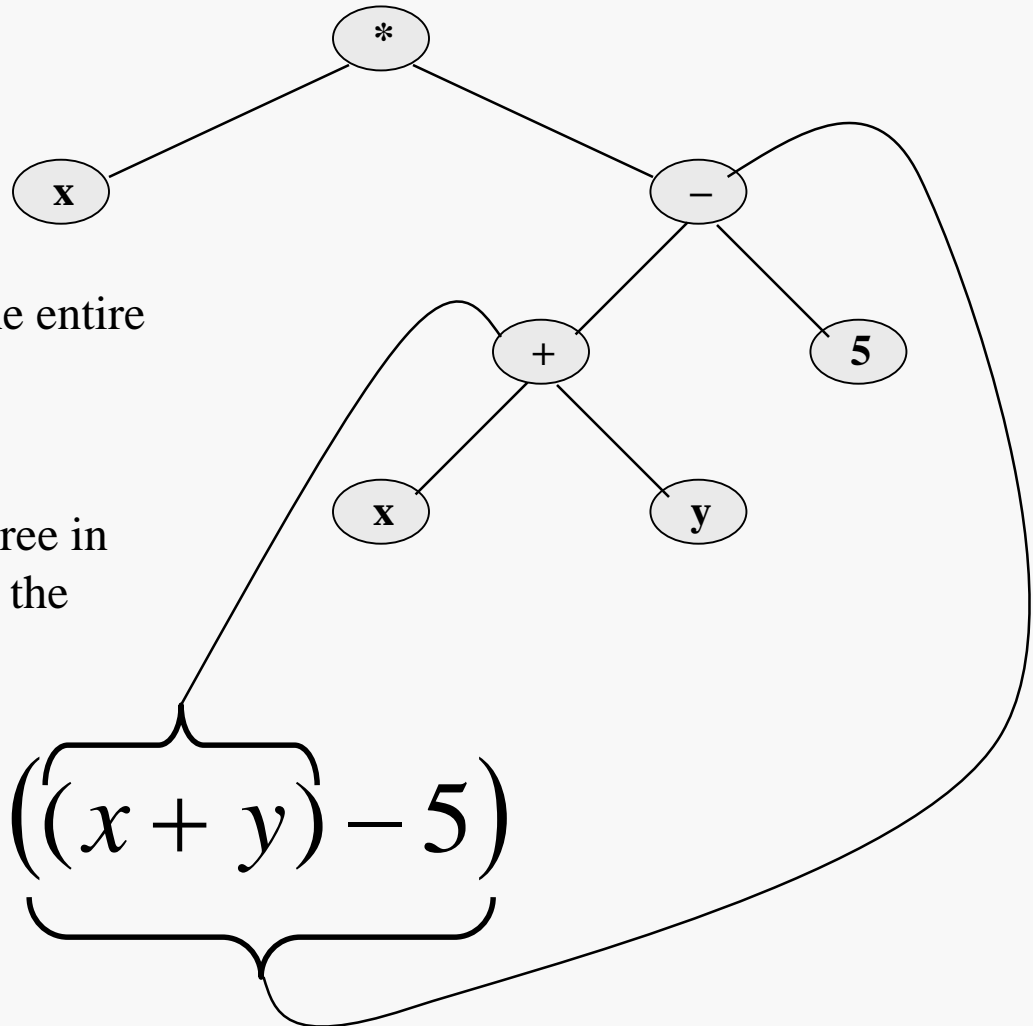 *
x −
e entire
+ 5
x y
ree in
the
((x + y) − 5)